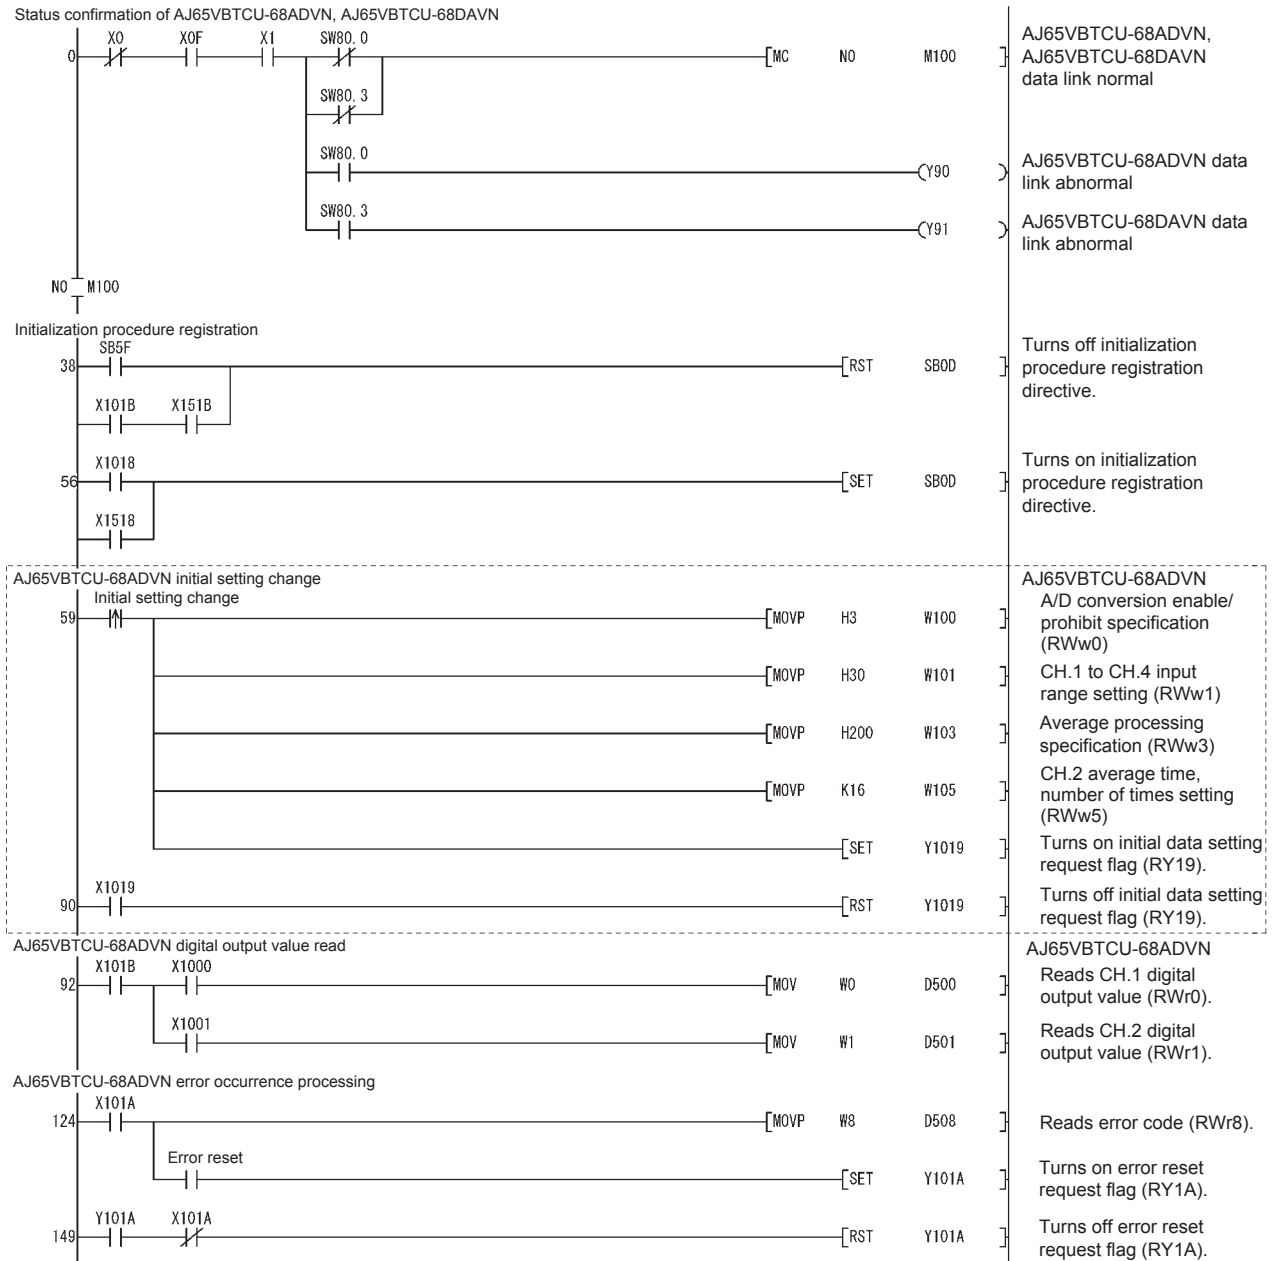 Status confirmation of AJ65VBTCU-68ADVN, AJ65VBTCU-68DAVN
X0 X0F X1 SW80.0
0 [MC N0 M100 ]
AJ65VBTCU-68ADVN,
AJ65VBTCU-68DAVN
data link normal
SW80.3
SW80.0
(Y90 )
AJ65VBTCU-68ADVN data
link abnormal
SW80.3
(Y91 )
AJ65VBTCU-68DAVN data
link abnormal
N0 M100
Initialization procedure registration
SB5F
38 [RST SB0D ]
Turns off initialization
procedure registration
directive.
X101B X151B
X1018
56 [SET SB0D ]
Turns on initialization
procedure registration
directive.
X1518
AJ65VBTCU-68ADVN initial setting change
AJ65VBTCU-68ADVN
Initial setting change
59 [MOVP H3 W100 ]
A/D conversion enable/
prohibit specification
(RWw0)
[MOVP H30 W101 ]
CH.1 to CH.4 input
range setting (RWw1)
[MOVP H200 W103 ]
Average processing
specification (RWw3)
[MOVP K16 W105 ]
CH.2 average time,
number of times setting
(RWw5)
[SET Y1019 ]
Turns on initial data setting
request flag (RY19).
X1019
90 [RST Y1019 ]
Turns off initial data setting
request flag (RY19).
AJ65VBTCU-68ADVN digital output value read
AJ65VBTCU-68ADVN
X101B X1000
92 [MOV W0 D500 ]
Reads CH.1 digital
output value (RWr0).
X1001
[MOV W1 D501 ]
Reads CH.2 digital
output value (RWr1).
AJ65VBTCU-68ADVN error occurrence processing
X101A
124 [MOVP W8 D508 ]
Reads error code (RWr8).
Error reset
[SET Y101A ]
Turns on error reset
request flag (RY1A).
Y101A X101A
149 [RST Y101A ]
Turns off error reset
request flag (RY1A).